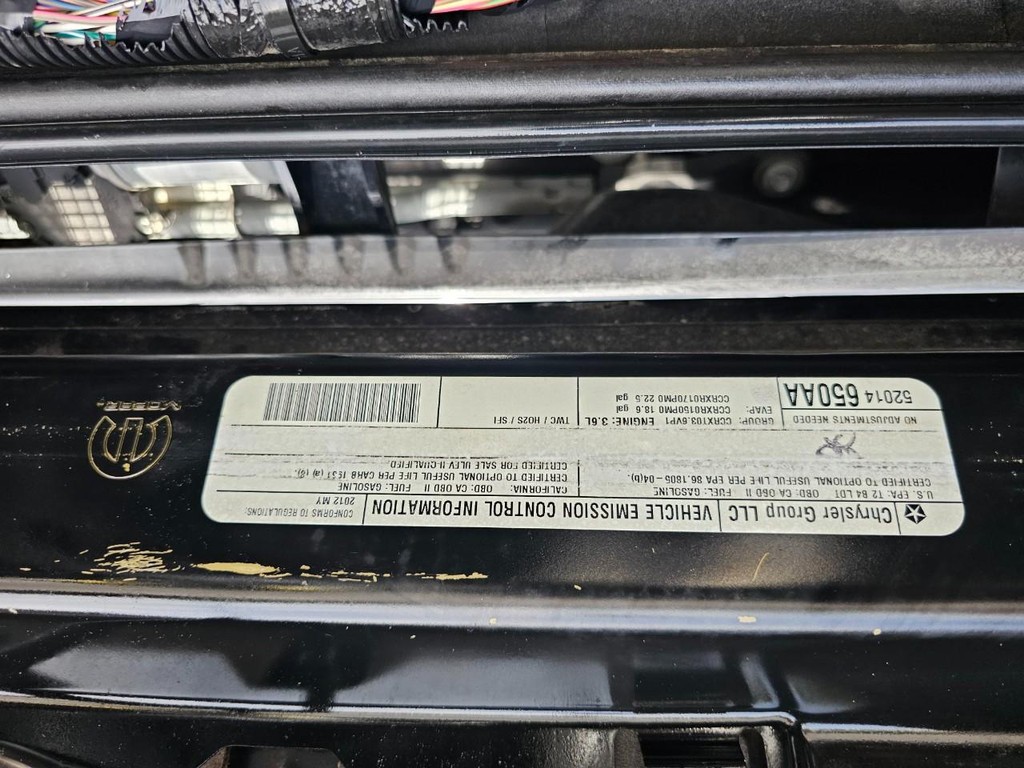 Chrysler Group LLC
VEHICLE EMISSION CONTROL INFORMATION
CONFORMS TO REGULATIONS:
2012 MY
U.S. EPA: T2 B4 LDT OBD: CA OBD II FUEL: GASOLINE
CERTIFIED TO OPTIONAL USEFUL LIFE PER EPA 86.1805-04(b).
CALIFORNIA: OBD: CA OBD II FUEL: GASOLINE
CERTIFIED TO OPTIONAL USEFUL LIFE PER CARB 1961 (a) (8).
CERTIFIED FOR SALE ULEV II QUALIFIED
NO ADJUSTMENTS NEEDED
52014 650AA
GROUP: CCRXT03.6VP1 ENGINE: 3.6L
EVAP: CCRXR0150PM0 18.6 gal
CCRXR0170PM0 22.5 gal
TWC / HO2S / SFI